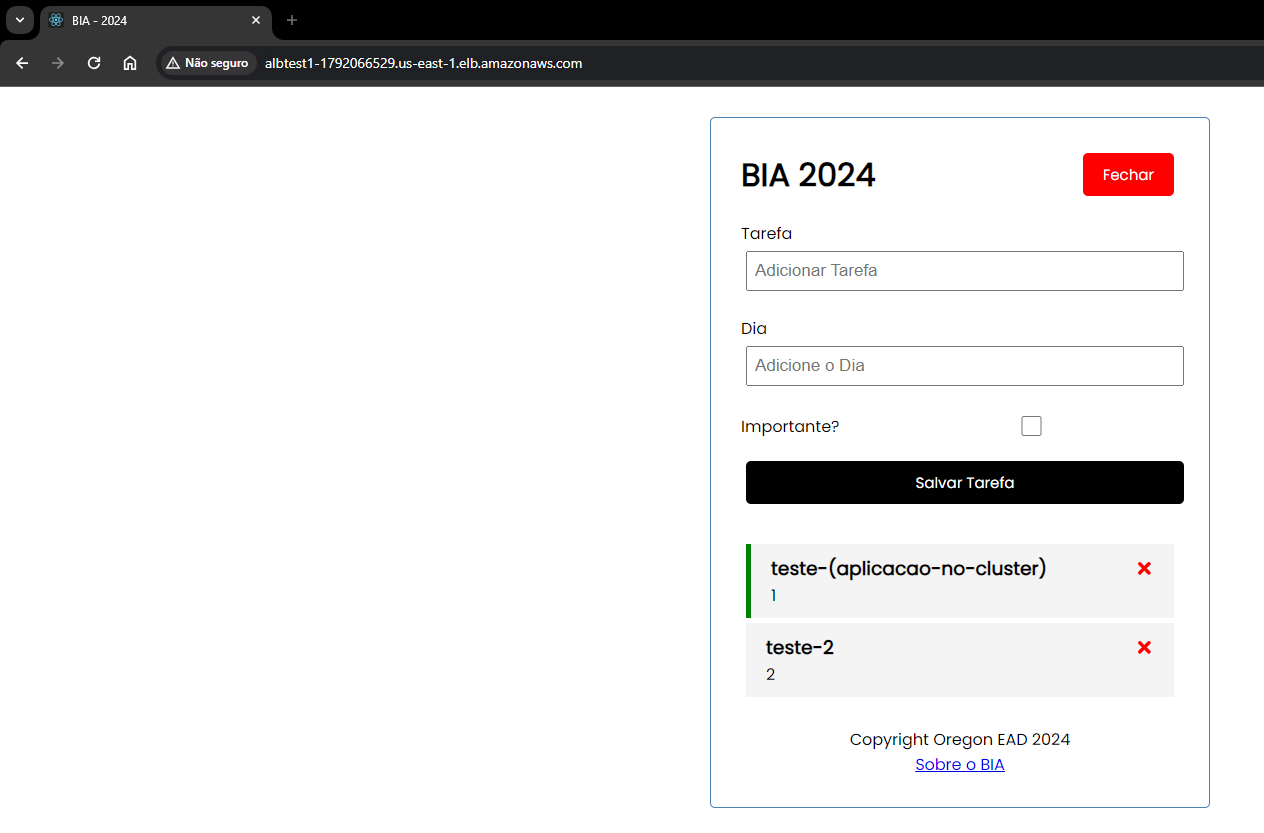 BIA - 2024
Não seguro
albtest1-1792066529.us-east-1.elb.amazonaws.com
BIA 2024
Fechar
Tarefa
Adicionar Tarefa
Dia
Adicione o Dia
Importante?
Salvar Tarefa
teste-(aplicacao-no-cluster)
1
teste-2
2
Copyright Oregon EAD 2024
Sobre o BIA